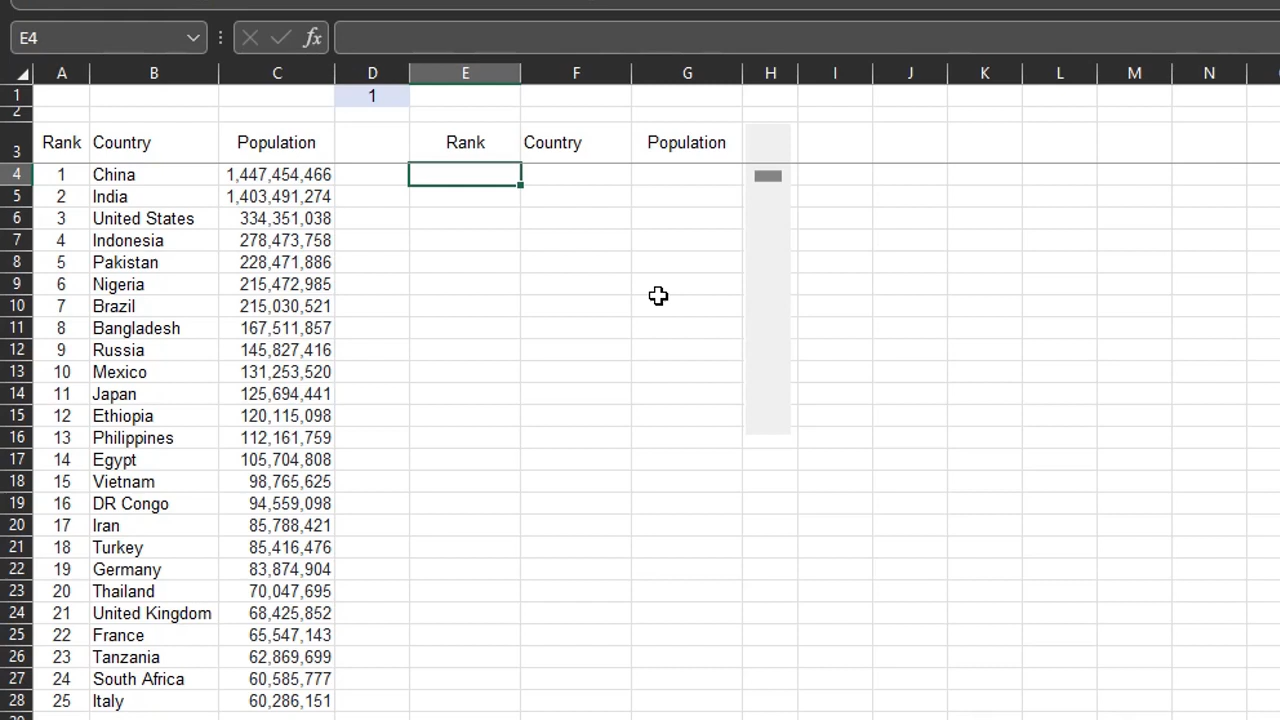 E4 fx
A B C D E F G H I J K L M N
1 1
2
3 Rank Country Population Rank Country Population
4 1 China 1,447,454,466
5 2 India 1,403,491,274
6 3 United States 334,351,038
7 4 Indonesia 278,473,758
8 5 Pakistan 228,471,886
9 6 Nigeria 215,472,985
10 7 Brazil 215,030,521
11 8 Bangladesh 167,511,857
12 9 Russia 145,827,416
13 10 Mexico 131,253,520
14 11 Japan 125,694,441
15 12 Ethiopia 120,115,098
16 13 Philippines 112,161,759
17 14 Egypt 105,704,808
18 15 Vietnam 98,765,625
19 16 DR Congo 94,559,098
20 17 Iran 85,788,421
21 18 Turkey 85,416,476
22 19 Germany 83,874,904
23 20 Thailand 70,047,695
24 21 United Kingdom 68,425,852
25 22 France 65,547,143
26 23 Tanzania 62,869,699
27 24 South Africa 60,585,777
28 25 Italy 60,286,151